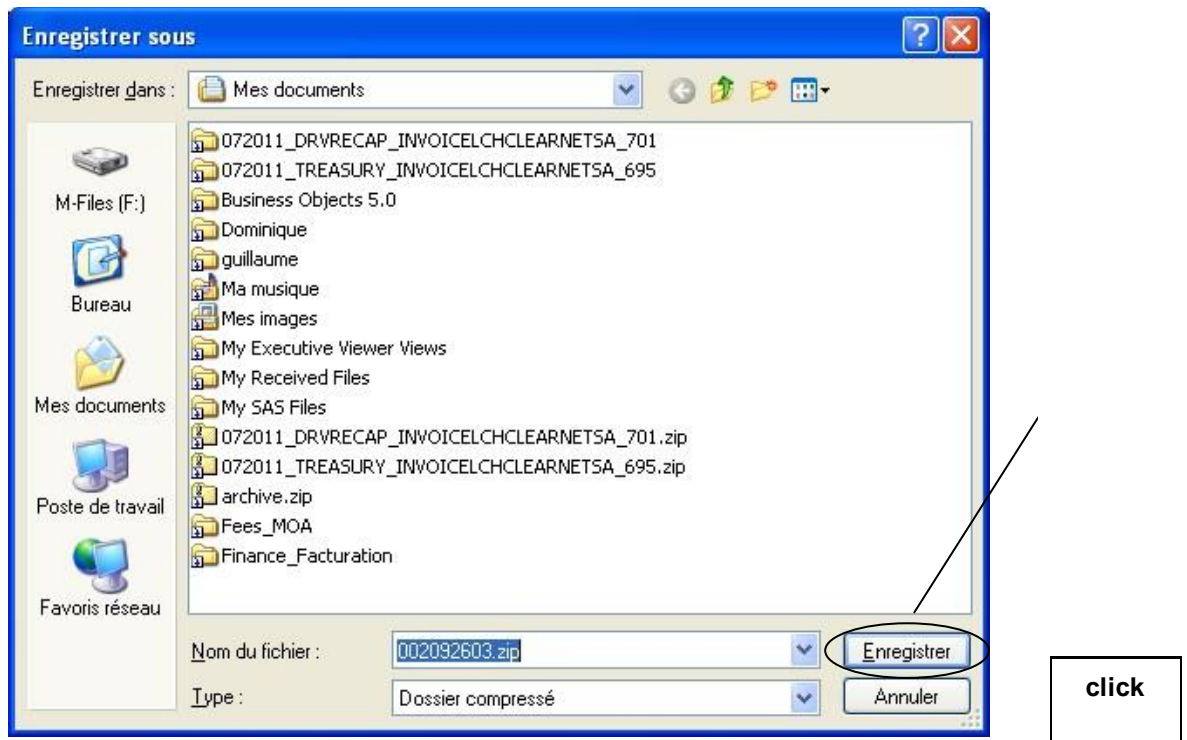 Enregistrer sous
Enregistrer dans :
Mes documents
M-Files (F:)
Bureau
Mes documents
Poste de travail
Favoris réseau
072011_DRVRECAP_INVOICELCHCLEARNETSA_701
072011_TREASURY_INVOICELCHCLEARNETSA_695
Business Objects 5.0
Dominique
guillaume
Ma musique
Mes images
My Executive Viewer Views
My Received Files
My SAS Files
072011_DRVRECAP_INVOICELCHCLEARNETSA_701.zip
072011_TREASURY_INVOICELCHCLEARNETSA_695.zip
archive.zip
Fees_MOA
Finance_Facturation
Nom du fichier :
002092603.zip
Enregistrer
Type :
Dossier compressé
Annuler
click